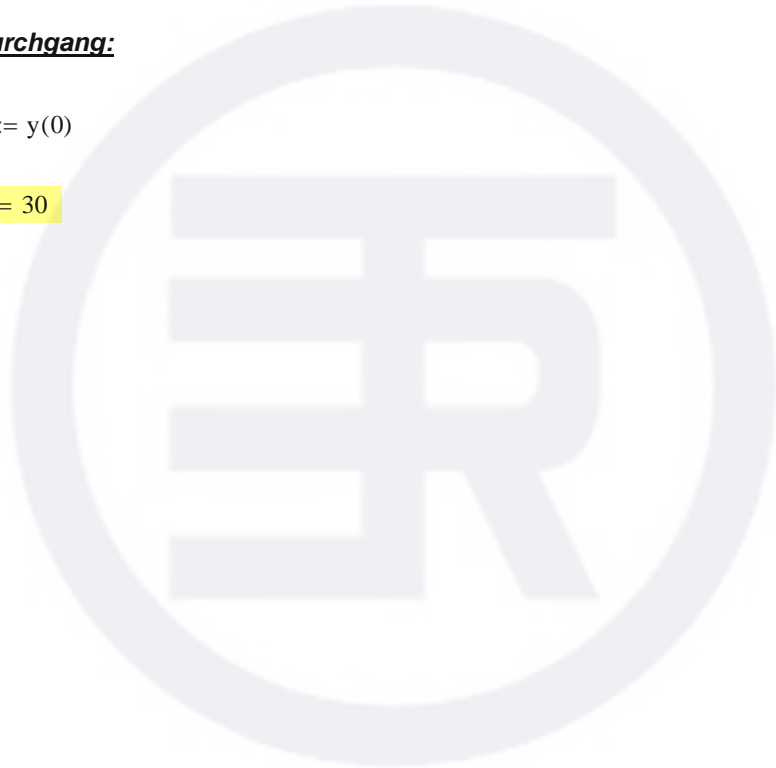 urchgang:
:= y(0)
= 30